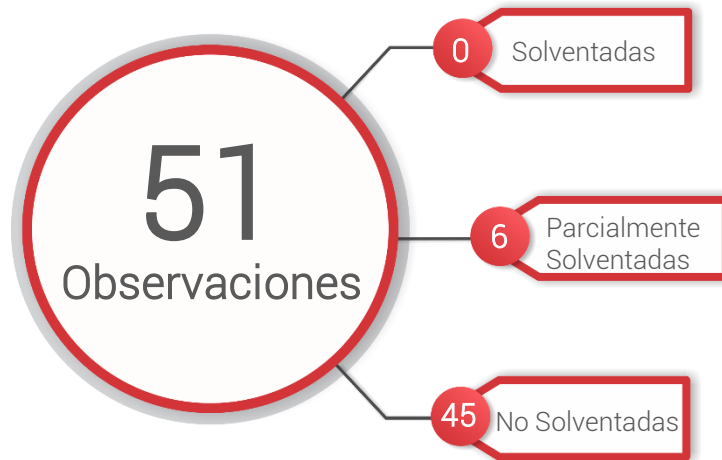 51
Observaciones
0
Solventadas
6
Parcialmente
Solventadas
45
No Solventadas